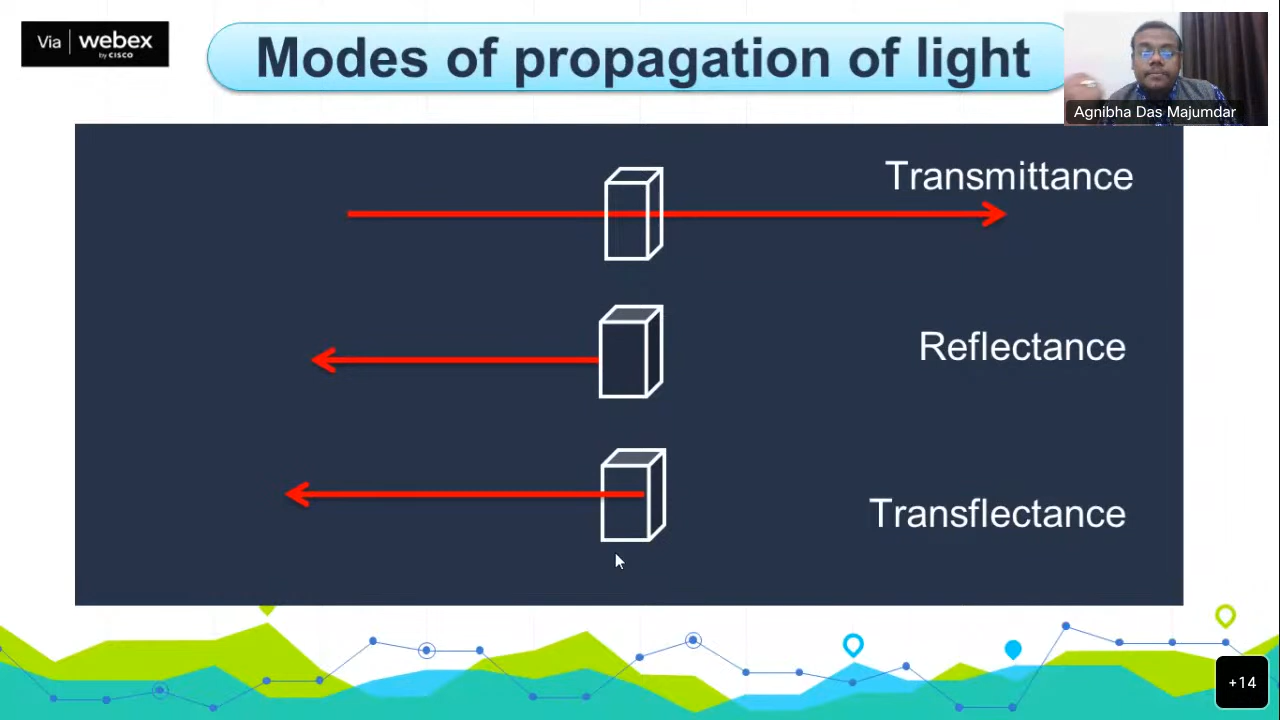 Via webex
by CISCO
Modes of propagation of light
Agnibha Das Majumdar
Transmittance
Reflectance
Transflectance
+14